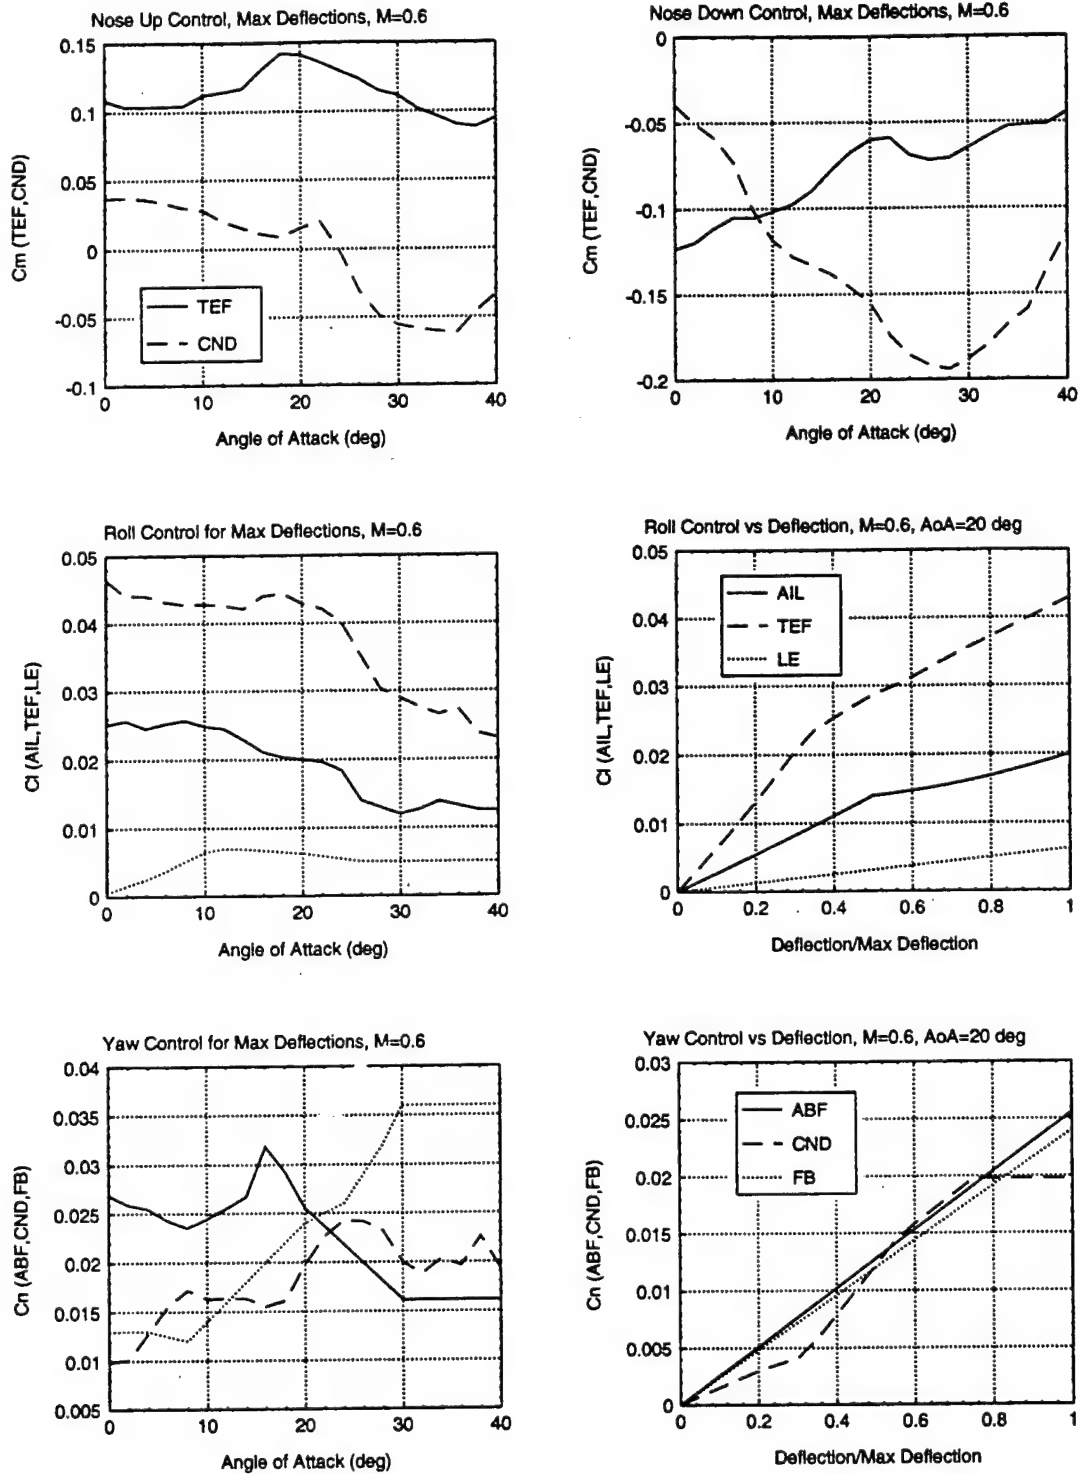 Nose Up Control, Max Deflections, M=0.6
0.15
0.1
0.05
0
-0.05
-0.1
Cm (TEF,CND)
TEF
CND
0 10 20 30 40
Angle of Attack (deg)
Nose Down Control, Max Deflections, M=0.6
0
-0.05
-0.1
-0.15
-0.2
Cm (TEF,CND)
0 10 20 30 40
Angle of Attack (deg)
Roll Control for Max Deflections, M=0.6
0.05
0.04
0.03
0.02
0.01
0
Cl (AIL,TEF,LE)
0 10 20 30 40
Angle of Attack (deg)
Roll Control vs Deflection, M=0.6, AoA=20 deg
0.05
0.04
0.03
0.02
0.01
0
Cl (AIL,TEF,LE)
AIL
TEF
LE
0 0.2 0.4 0.6 0.8 1
Deflection/Max Deflection
Yaw Control for Max Deflections, M=0.6
0.04
0.035
0.03
0.025
0.02
0.015
0.01
0.005
Cn (ABF,CND,FB)
0 10 20 30 40
Angle of Attack (deg)
Yaw Control vs Deflection, M=0.6, AoA=20 deg
0.03
0.025
0.02
0.015
0.01
0.005
0
Cn (ABF,CND,FB)
ABF
CND
FB
0 0.2 0.4 0.6 0.8 1
Deflection/Max Deflection